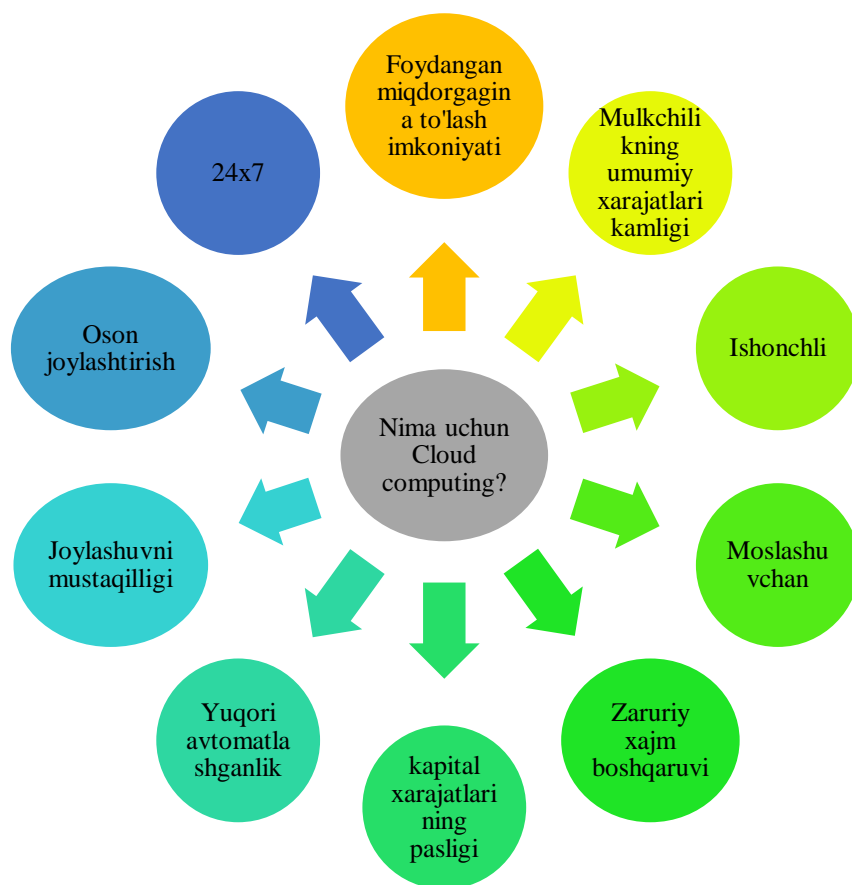 Foydangan
miqdorgagin
a to'lash
imkoniyati
Mulkchili
kning
umumiy
xarajatlari
kamligi
Ishonchli
Moslashu
vchan
Zaruriy
xajm
boshqaruvi
kapital
xarajatlari
ning
pasligi
Yuqori
avtomatla
shganlik
Joylashuvni
mustaqilligi
Oson
joylashtirish
24x7
Nima uchun
Cloud
computing?